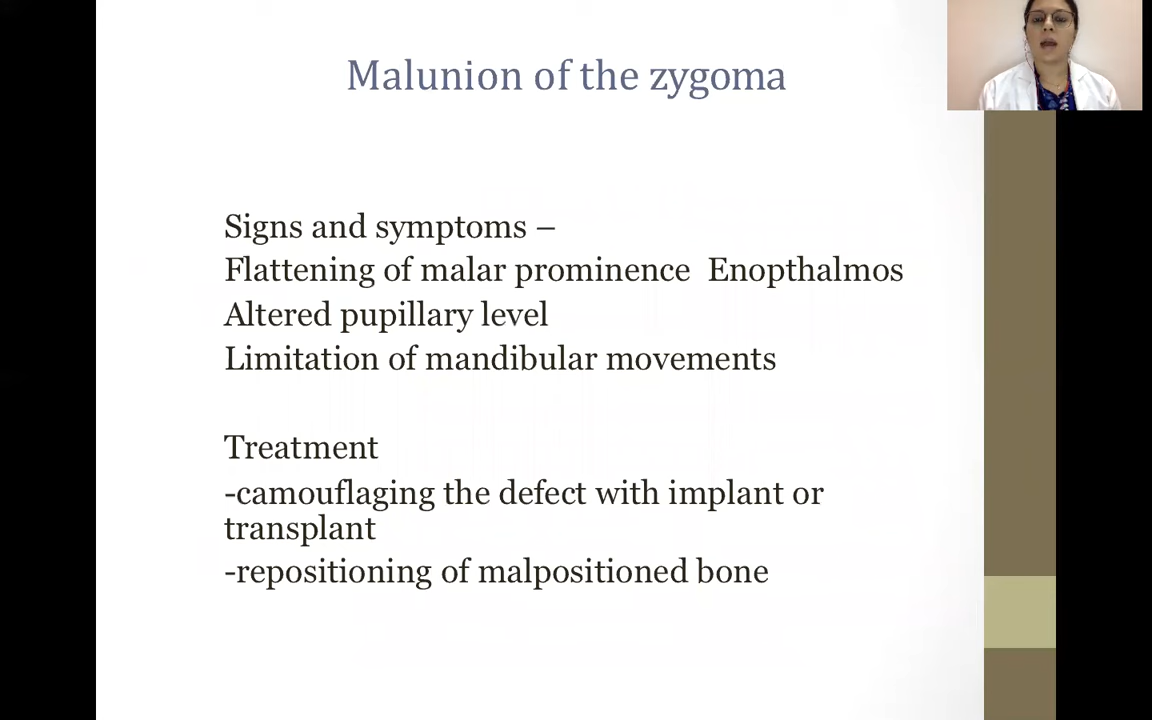 Malunion of the zygoma
Signs and symptoms –
Flattening of malar prominence  Enopthalmos
Altered pupillary level
Limitation of mandibular movements
Treatment
-camouflaging the defect with implant or
transplant
-repositioning of malpositioned bone